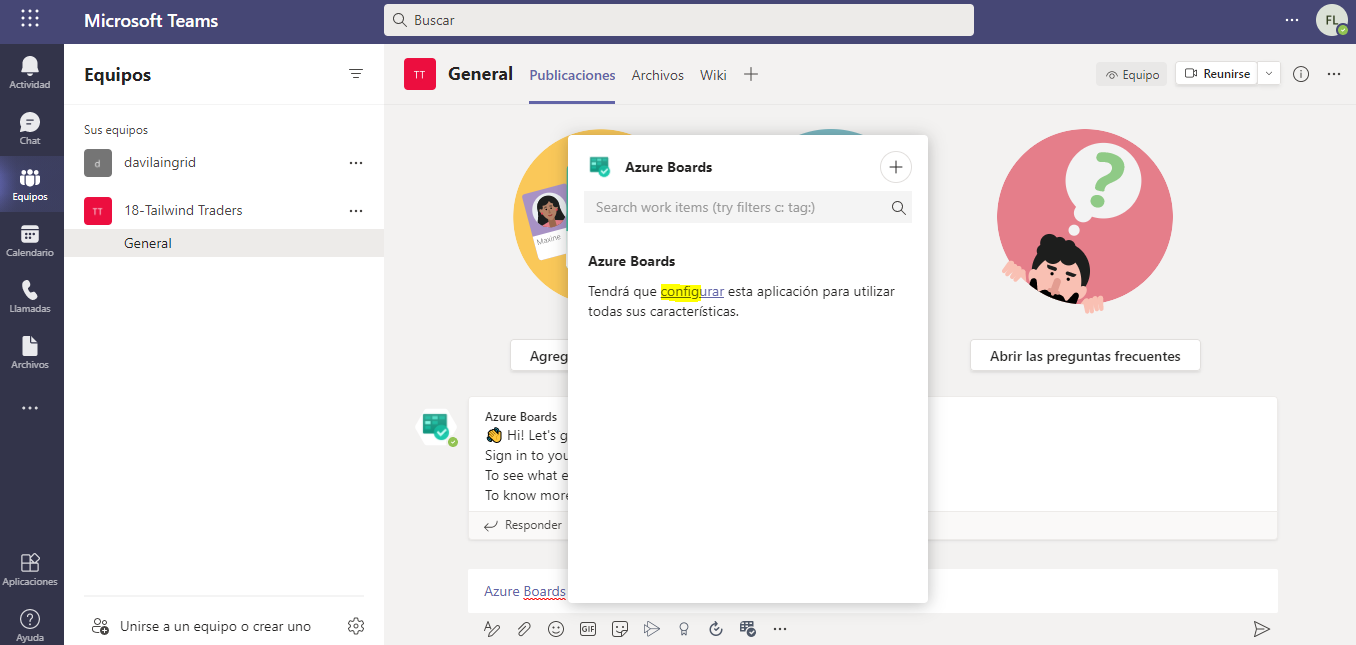 Microsoft Teams
Buscar
FL
Actividad
Chat
Equipos
Calendario
Llamadas
Archivos
Aplicaciones
Ayuda
Equipos
Sus equipos
d davilaingrid
TT 18-Tailwind Traders
General
Unirse a un equipo o crear uno
TT General Publicaciones Archivos Wiki
Equipo Reunirse
Maxine
Agreg
Abrir las preguntas frecuentes
Azure Boards
Search work items (try filters c: tag:)
Azure Boards
Tendrá que configurar esta aplicación para utilizar
todas sus características.
Azure Boards
👋 Hi! Let's g
Sign in to you
To see what e
To know more
Responder
Azure Boards
GIF